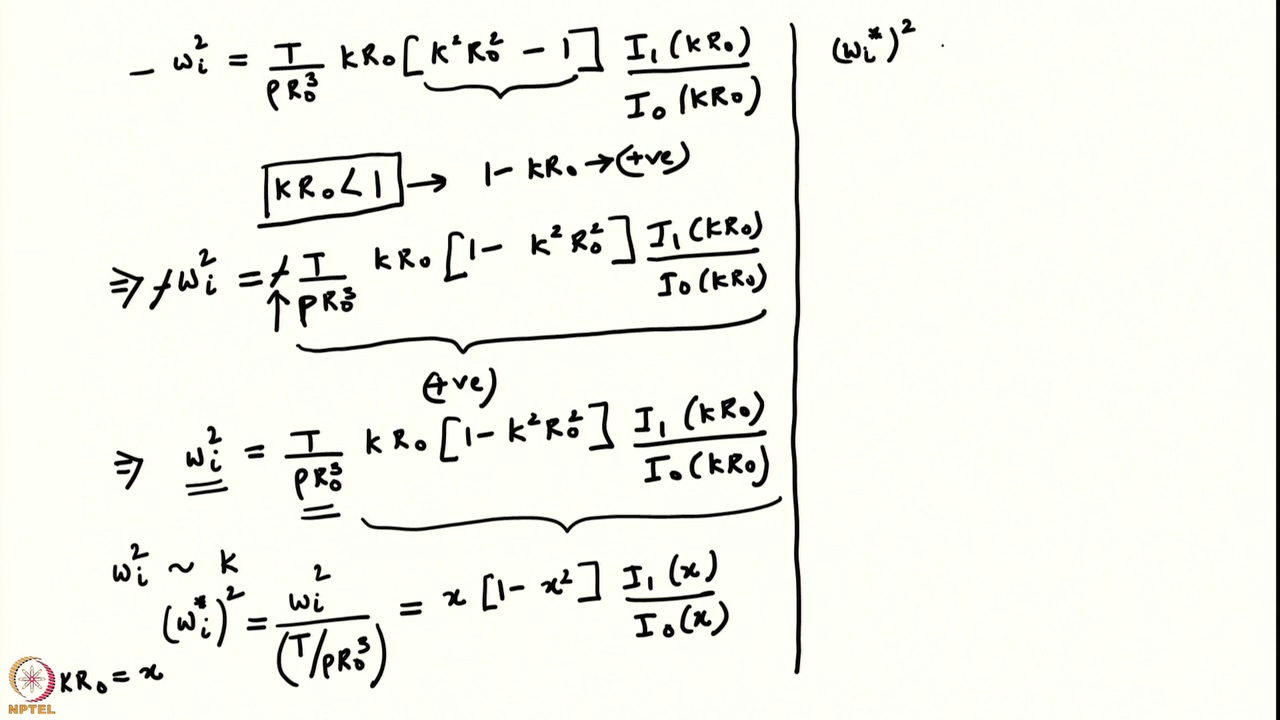 - ωi² = T/ρR₀³ kR₀ [k²R₀² - 1] I₁(kR₀)/I₀(kR₀)
kR₀ < 1 → 1 - kR₀ → (+ve)
⇒ -ωi² = - T/ρR₀³ kR₀ [1 - k²R₀²] I₁(kR₀)/I₀(kR₀)
(+ve)
⇒ ωi² = T/ρR₀³ kR₀ [1 - k²R₀²] I₁(kR₀)/I₀(kR₀)
ωi² ~ k
(ωi*)² = ωi²/(T/ρR₀³) = x [1 - x²] I₁(x)/I₀(x)
kR₀ = x
NPTEL
(ωi*)²